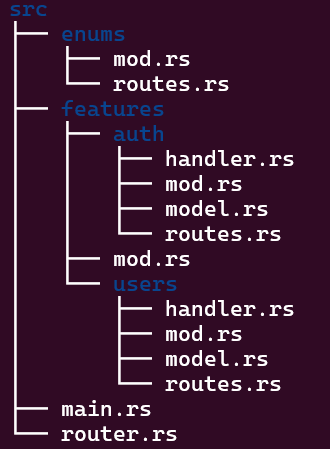 src
├── enums
│   ├── mod.rs
│   └── routes.rs
├── features
│   ├── auth
│   │   ├── handler.rs
│   │   ├── mod.rs
│   │   ├── model.rs
│   │   └── routes.rs
│   ├── mod.rs
│   └── users
│       ├── handler.rs
│       ├── mod.rs
│       ├── model.rs
│       └── routes.rs
├── main.rs
└── router.rs